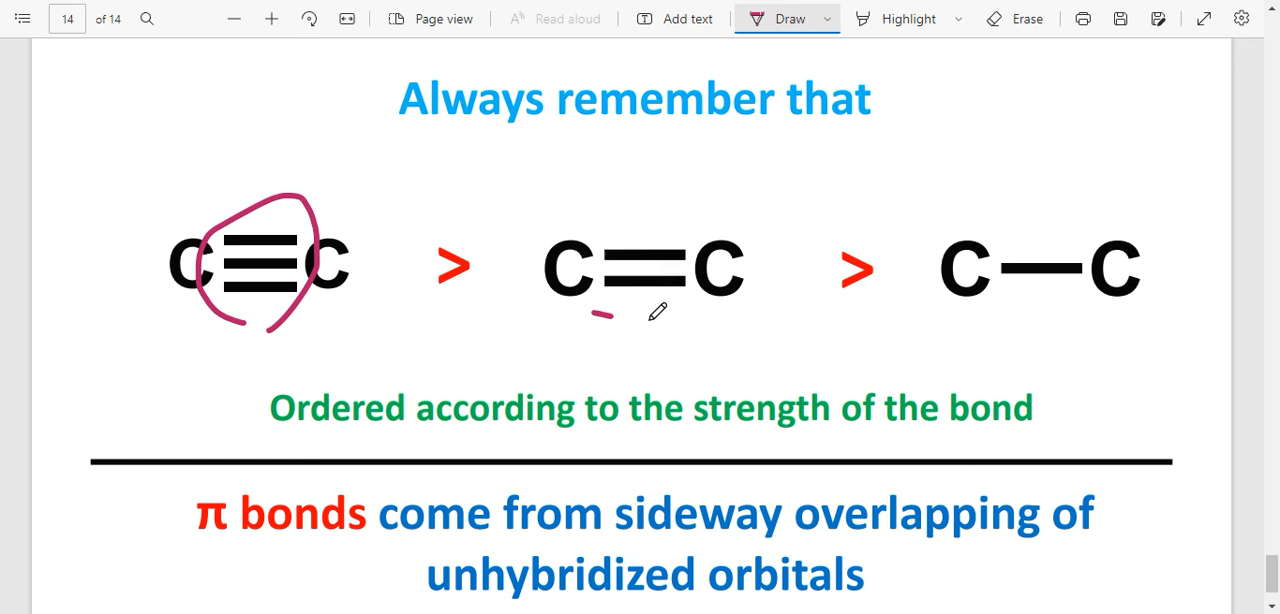 14 of 14 Page view Read aloud Add text Draw Highlight Erase
Always remember that
C≡C > C=C > C–C
Ordered according to the strength of the bond
π bonds come from sideway overlapping of
unhybridized orbitals